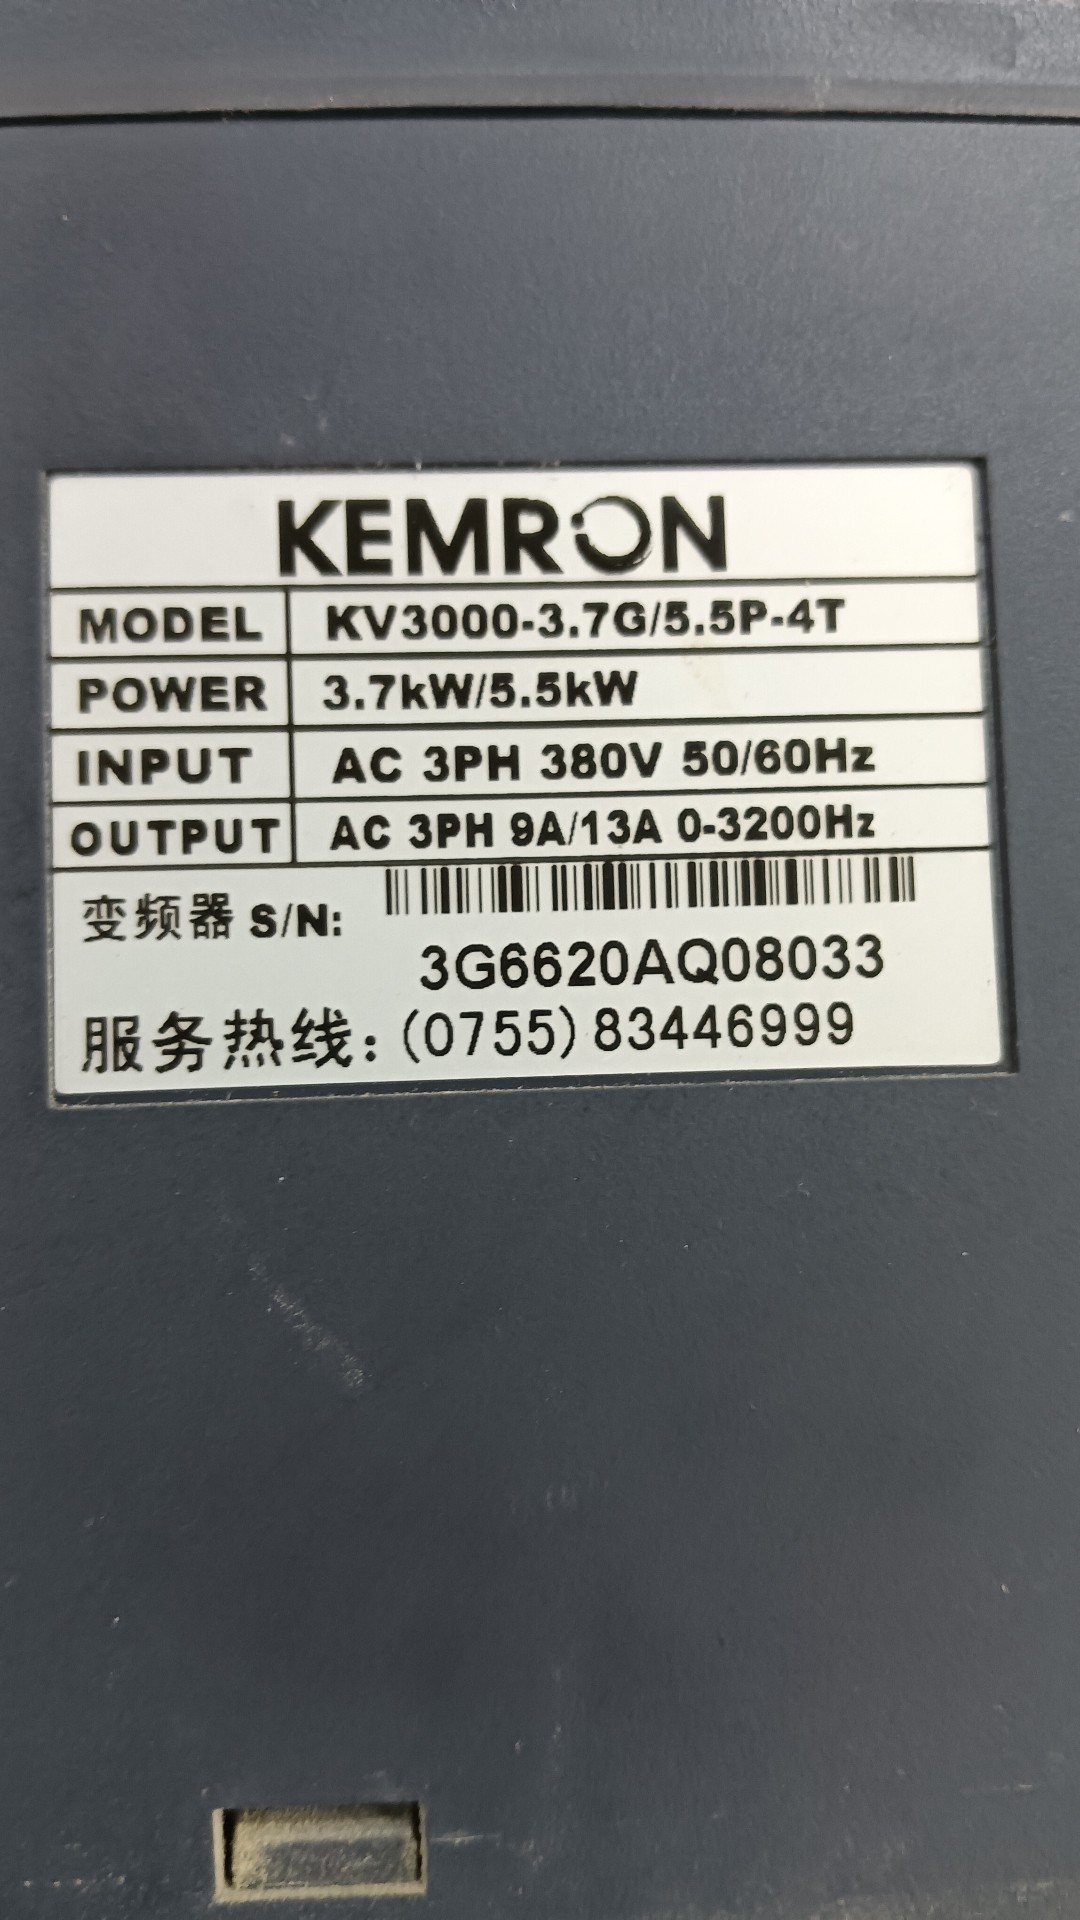 KEMRON
MODEL KV3000-3.7G/5.5P-4T
POWER 3.7kW/5.5kW
INPUT AC 3PH 380V 50/60Hz
OUTPUT AC 3PH 9A/13A 0-3200Hz
变频器 S/N:
3G6620AQ08033
服务热线: (0755)83446999